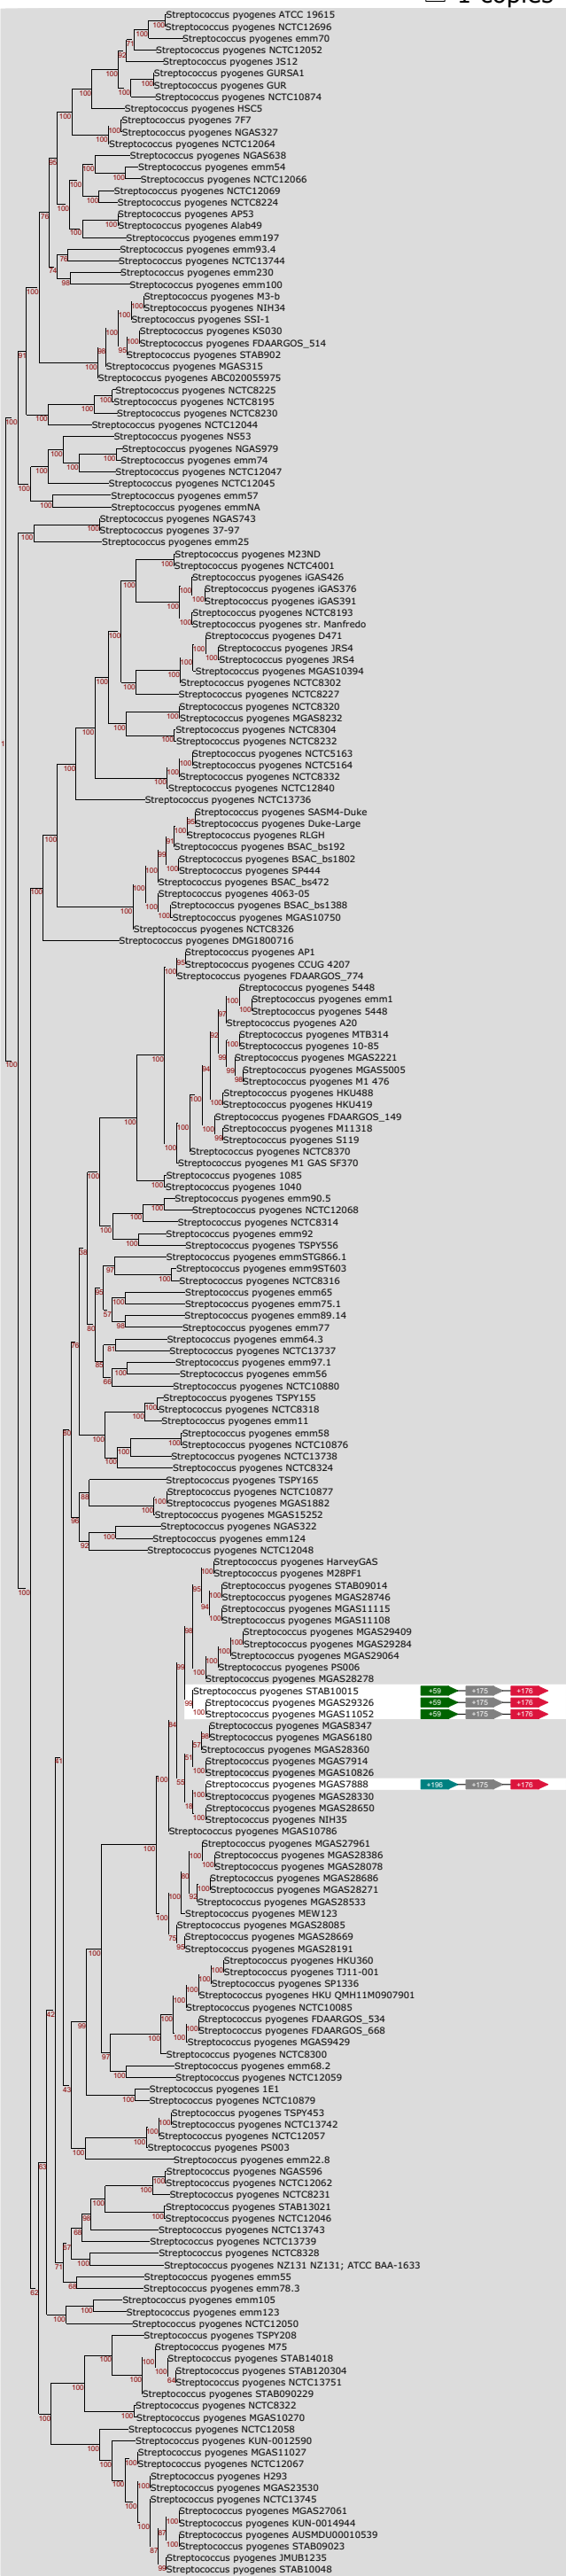 1 copies
Streptococcus pyogenes ATCC 19615
Streptococcus pyogenes NCTC12696
Streptococcus pyogenes emm70
Streptococcus pyogenes NCTC12052
Streptococcus pyogenes JS12
Streptococcus pyogenes GURSA1
Streptococcus pyogenes GUR
Streptococcus pyogenes NCTC10874
Streptococcus pyogenes HSC5
Streptococcus pyogenes 7F7
Streptococcus pyogenes NGAS327
Streptococcus pyogenes NCTC12064
Streptococcus pyogenes NGAS638
Streptococcus pyogenes emm54
Streptococcus pyogenes NCTC12066
Streptococcus pyogenes NCTC12069
Streptococcus pyogenes NCTC8224
Streptococcus pyogenes AP53
Streptococcus pyogenes Alab49
Streptococcus pyogenes emm197
Streptococcus pyogenes emm93.4
Streptococcus pyogenes NCTC13744
Streptococcus pyogenes emm230
Streptococcus pyogenes emm100
Streptococcus pyogenes M3-b
Streptococcus pyogenes NIH34
Streptococcus pyogenes SSI-1
Streptococcus pyogenes KS030
Streptococcus pyogenes FDAARGOS_514
Streptococcus pyogenes STAB902
Streptococcus pyogenes MGAS315
Streptococcus pyogenes ABC020055975
Streptococcus pyogenes NCTC8225
Streptococcus pyogenes NCTC8195
Streptococcus pyogenes NCTC8230
Streptococcus pyogenes NCTC12044
Streptococcus pyogenes NS53
Streptococcus pyogenes NGAS979
Streptococcus pyogenes emm74
Streptococcus pyogenes NCTC12047
Streptococcus pyogenes NCTC12045
Streptococcus pyogenes emm57
Streptococcus pyogenes emmNA
Streptococcus pyogenes NGAS743
Streptococcus pyogenes 37-97
Streptococcus pyogenes emm25
Streptococcus pyogenes M23ND
Streptococcus pyogenes NCTC4001
Streptococcus pyogenes iGAS426
Streptococcus pyogenes iGAS376
Streptococcus pyogenes iGAS391
Streptococcus pyogenes NCTC8193
Streptococcus pyogenes str. Manfredo
Streptococcus pyogenes D471
Streptococcus pyogenes JRS4
Streptococcus pyogenes JRS4
Streptococcus pyogenes MGAS10394
Streptococcus pyogenes NCTC8302
Streptococcus pyogenes NCTC8227
Streptococcus pyogenes NCTC8320
Streptococcus pyogenes MGAS8232
Streptococcus pyogenes NCTC8304
Streptococcus pyogenes NCTC8232
Streptococcus pyogenes NCTC5163
Streptococcus pyogenes NCTC5164
Streptococcus pyogenes NCTC8332
Streptococcus pyogenes NCTC12840
Streptococcus pyogenes NCTC13736
Streptococcus pyogenes SASM4-Duke
Streptococcus pyogenes Duke-Large
Streptococcus pyogenes RLGH
Streptococcus pyogenes BSAC_bs192
Streptococcus pyogenes BSAC_bs1802
Streptococcus pyogenes SP444
Streptococcus pyogenes BSAC_bs472
Streptococcus pyogenes 4063-05
Streptococcus pyogenes BSAC_bs1388
Streptococcus pyogenes MGAS10750
Streptococcus pyogenes NCTC8326
Streptococcus pyogenes DMG1800716
Streptococcus pyogenes AP1
Streptococcus pyogenes CCUG 4207
Streptococcus pyogenes FDAARGOS_774
Streptococcus pyogenes 5448
Streptococcus pyogenes emm1
Streptococcus pyogenes 5448
Streptococcus pyogenes A20
Streptococcus pyogenes MTB314
Streptococcus pyogenes 10-85
Streptococcus pyogenes MGAS2221
Streptococcus pyogenes MGAS5005
Streptococcus pyogenes M1 476
Streptococcus pyogenes HKU488
Streptococcus pyogenes HKU419
Streptococcus pyogenes FDAARGOS_149
Streptococcus pyogenes M11318
Streptococcus pyogenes S119
Streptococcus pyogenes NCTC8370
Streptococcus pyogenes M1 GAS SF370
Streptococcus pyogenes 1085
Streptococcus pyogenes 1040
Streptococcus pyogenes emm90.5
Streptococcus pyogenes NCTC12068
Streptococcus pyogenes NCTC8314
Streptococcus pyogenes emm92
Streptococcus pyogenes TSPY556
Streptococcus pyogenes emmSTG866.1
Streptococcus pyogenes emm9ST603
Streptococcus pyogenes NCTC8316
Streptococcus pyogenes emm65
Streptococcus pyogenes emm75.1
Streptococcus pyogenes emm89.14
Streptococcus pyogenes emm77
Streptococcus pyogenes emm64.3
Streptococcus pyogenes NCTC13737
Streptococcus pyogenes emm97.1
Streptococcus pyogenes emm56
Streptococcus pyogenes NCTC10880
Streptococcus pyogenes TSPY155
Streptococcus pyogenes NCTC8318
Streptococcus pyogenes emm11
Streptococcus pyogenes emm58
Streptococcus pyogenes NCTC10876
Streptococcus pyogenes NCTC13738
Streptococcus pyogenes NCTC8324
Streptococcus pyogenes TSPY165
Streptococcus pyogenes NCTC10877
Streptococcus pyogenes MGAS1882
Streptococcus pyogenes MGAS15252
Streptococcus pyogenes NGAS322
Streptococcus pyogenes emm124
Streptococcus pyogenes NCTC12048
Streptococcus pyogenes HarveyGAS
Streptococcus pyogenes M28PF1
Streptococcus pyogenes STAB09014
Streptococcus pyogenes MGAS28746
Streptococcus pyogenes MGAS11115
Streptococcus pyogenes MGAS11108
Streptococcus pyogenes MGAS29409
Streptococcus pyogenes MGAS29284
Streptococcus pyogenes MGAS29064
Streptococcus pyogenes PS006
Streptococcus pyogenes MGAS28278
Streptococcus pyogenes STAB10015 +59 +175 +176
Streptococcus pyogenes MGAS29326 +59 +175 +176
Streptococcus pyogenes MGAS11052 +59 +175 +176
Streptococcus pyogenes MGAS8347
Streptococcus pyogenes MGAS6180
Streptococcus pyogenes MGAS28360
Streptococcus pyogenes MGAS7914
Streptococcus pyogenes MGAS10826
Streptococcus pyogenes MGAS7888 +196 +175 +176
Streptococcus pyogenes MGAS28330
Streptococcus pyogenes MGAS28650
Streptococcus pyogenes NIH35
Streptococcus pyogenes MGAS10786
Streptococcus pyogenes MGAS27961
Streptococcus pyogenes MGAS28386
Streptococcus pyogenes MGAS28078
Streptococcus pyogenes MGAS28686
Streptococcus pyogenes MGAS28271
Streptococcus pyogenes MGAS28533
Streptococcus pyogenes MEW123
Streptococcus pyogenes MGAS28085
Streptococcus pyogenes MGAS28669
Streptococcus pyogenes MGAS28191
Streptococcus pyogenes HKU360
Streptococcus pyogenes TJ11-001
Streptococcus pyogenes SP1336
Streptococcus pyogenes HKU QMH11M0907901
Streptococcus pyogenes NCTC10085
Streptococcus pyogenes FDAARGOS_534
Streptococcus pyogenes FDAARGOS_668
Streptococcus pyogenes MGAS9429
Streptococcus pyogenes NCTC8300
Streptococcus pyogenes emm68.2
Streptococcus pyogenes NCTC12059
Streptococcus pyogenes 1E1
Streptococcus pyogenes NCTC10879
Streptococcus pyogenes TSPY453
Streptococcus pyogenes NCTC13742
Streptococcus pyogenes NCTC12057
Streptococcus pyogenes PS003
Streptococcus pyogenes emm22.8
Streptococcus pyogenes NGAS596
Streptococcus pyogenes NCTC12062
Streptococcus pyogenes NCTC8231
Streptococcus pyogenes STAB13021
Streptococcus pyogenes NCTC12046
Streptococcus pyogenes NCTC13743
Streptococcus pyogenes NCTC13739
Streptococcus pyogenes NCTC8328
Streptococcus pyogenes NZ131 NZ131; ATCC BAA-1633
Streptococcus pyogenes emm55
Streptococcus pyogenes emm78.3
Streptococcus pyogenes emm105
Streptococcus pyogenes emm123
Streptococcus pyogenes NCTC12050
Streptococcus pyogenes TSPY208
Streptococcus pyogenes M75
Streptococcus pyogenes STAB14018
Streptococcus pyogenes STAB120304
Streptococcus pyogenes NCTC13751
Streptococcus pyogenes STAB090229
Streptococcus pyogenes NCTC8322
Streptococcus pyogenes MGAS10270
Streptococcus pyogenes NCTC12058
Streptococcus pyogenes KUN-0012590
Streptococcus pyogenes MGAS11027
Streptococcus pyogenes NCTC12067
Streptococcus pyogenes H293
Streptococcus pyogenes MGAS23530
Streptococcus pyogenes NCTC13745
Streptococcus pyogenes MGAS27061
Streptococcus pyogenes KUN-0014944
Streptococcus pyogenes AUSMDU00010539
Streptococcus pyogenes STAB09023
Streptococcus pyogenes JMUB1235
Streptococcus pyogenes STAB10048